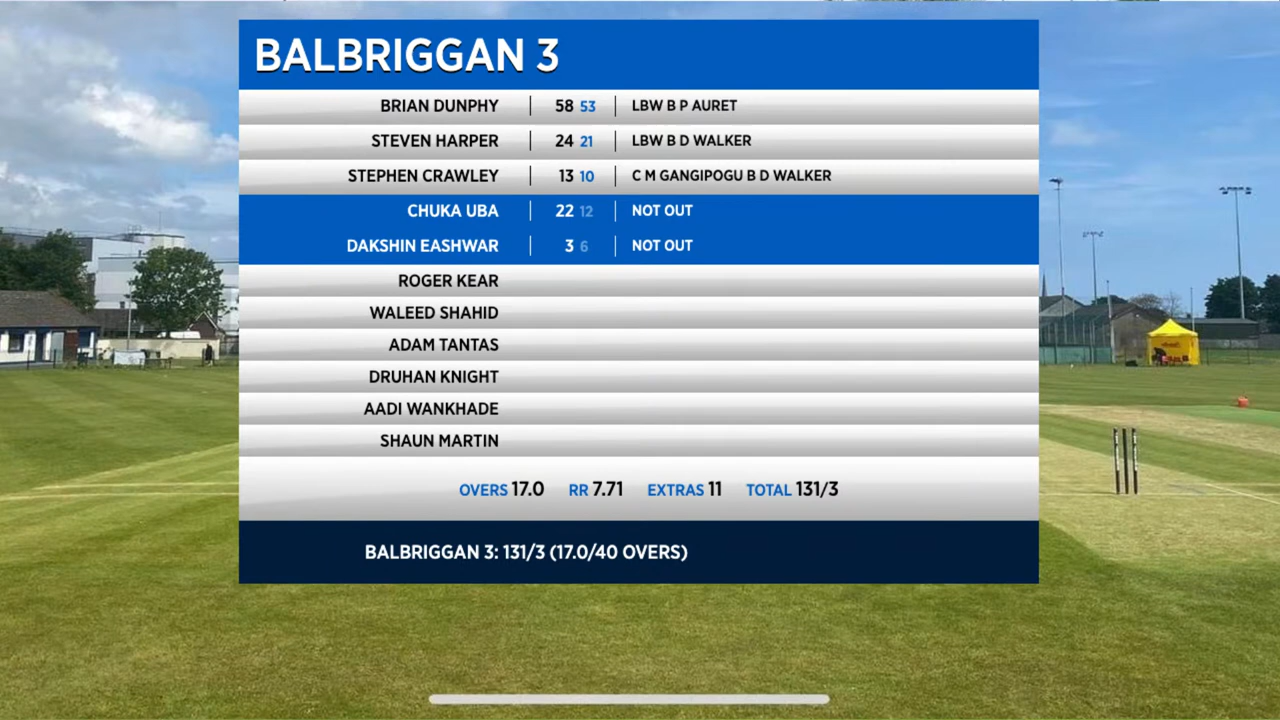 BALBRIGGAN 3
BRIAN DUNPHY 58 53 LBW B P AURET
STEVEN HARPER 24 21 LBW B D WALKER
STEPHEN CRAWLEY 13 10 C M GANGIPOGU B D WALKER
CHUKA UBA 22 12 NOT OUT
DAKSHIN EASHWAR 3 6 NOT OUT
ROGER KEAR
WALEED SHAHID
ADAM TANTAS
DRUHAN KNIGHT
AADI WANKHADE
SHAUN MARTIN
OVERS 17.0 RR 7.71 EXTRAS 11 TOTAL 131/3
BALBRIGGAN 3: 131/3 (17.0/40 OVERS)